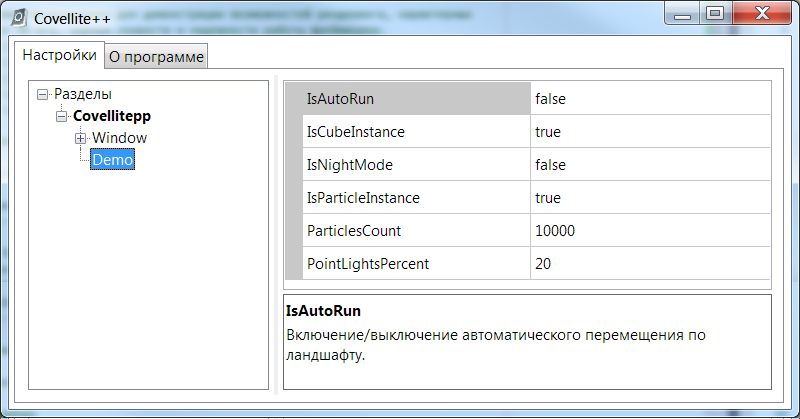 Covellite++
Настройки
О программе
Разделы
Covellitepp
Window
Demo
IsAutoRun false
IsCubeInstance true
IsNightMode false
IsParticleInstance true
ParticlesCount 10000
PointLightsPercent 20
IsAutoRun
Включение/выключение автоматического перемещения по
ландшафту.